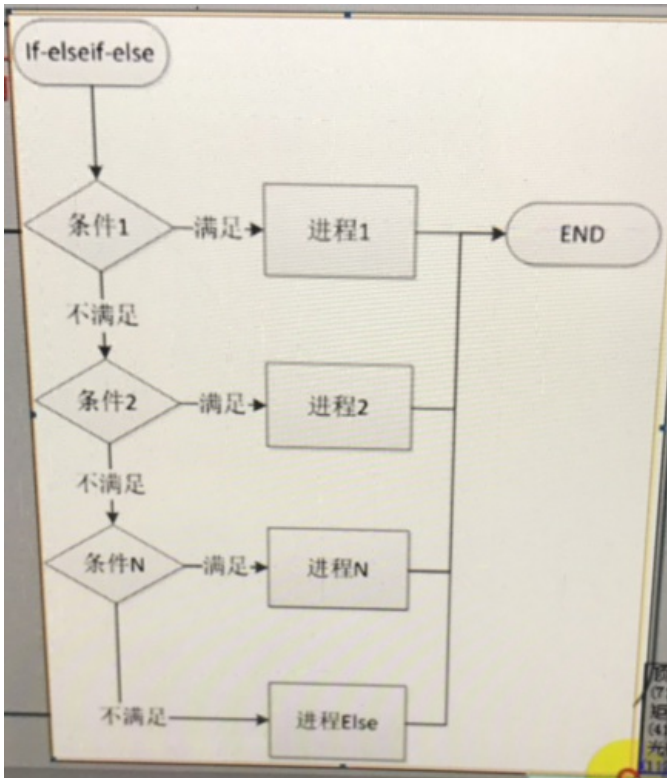 If-elseif-else
条件1
满足
进程1
END
不满足
条件2
满足
进程2
不满足
条件N
满足
进程N
不满足
进程Else